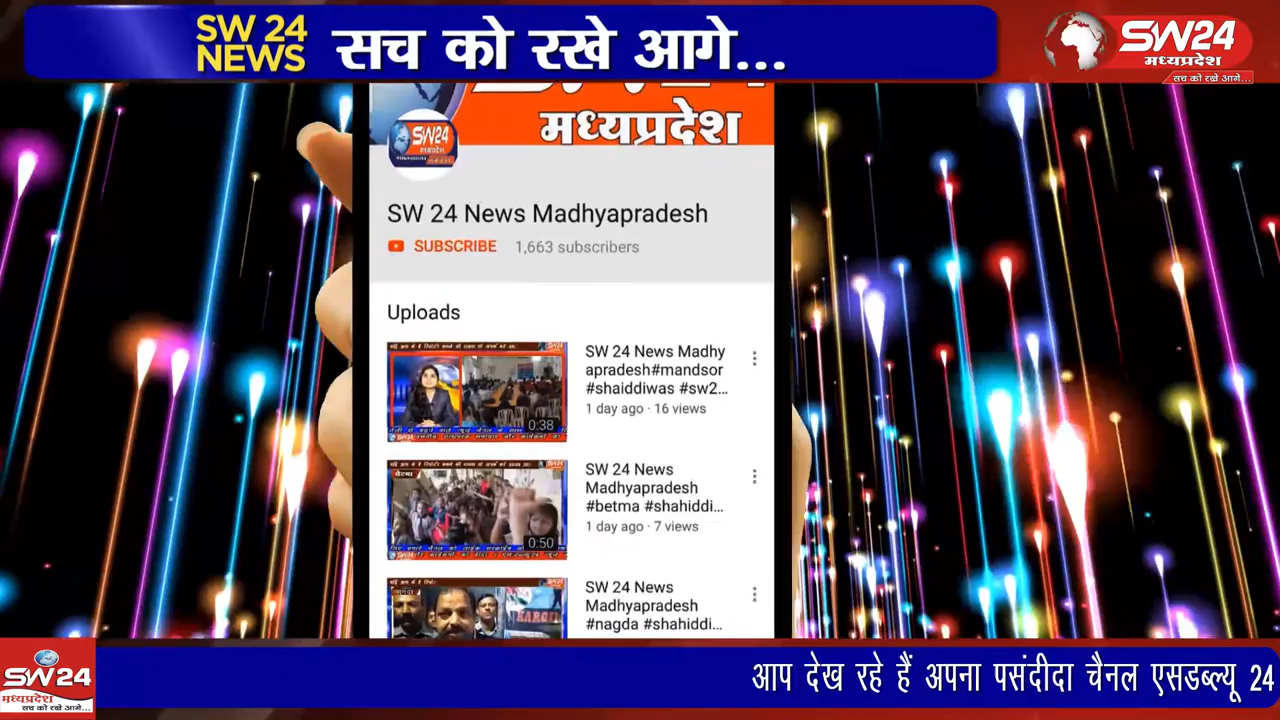 SW 24
NEWS
सच को रखे आगे...
SW24
मध्यप्रदेश
सच को रखे आगे...
मध्यप्रदेश
SW24
SW 24 News Madhyapradesh
SUBSCRIBE 1,663 subscribers
Uploads
SW 24 News Madhy
apradesh#mandsor
#shaiddiwas #sw2...
1 day ago · 16 views
0:38
SW 24 News
Madhyapradesh
#betma #shahiddi...
1 day ago · 7 views
बेटमा
0:50
SW 24 News
Madhyapradesh
#nagda #shahiddi...
SW24
मध्यप्रदेश
सच को रखे आगे...
आप देख रहे हैं अपना पसंदीदा चैनल एसडब्ल्यू 24